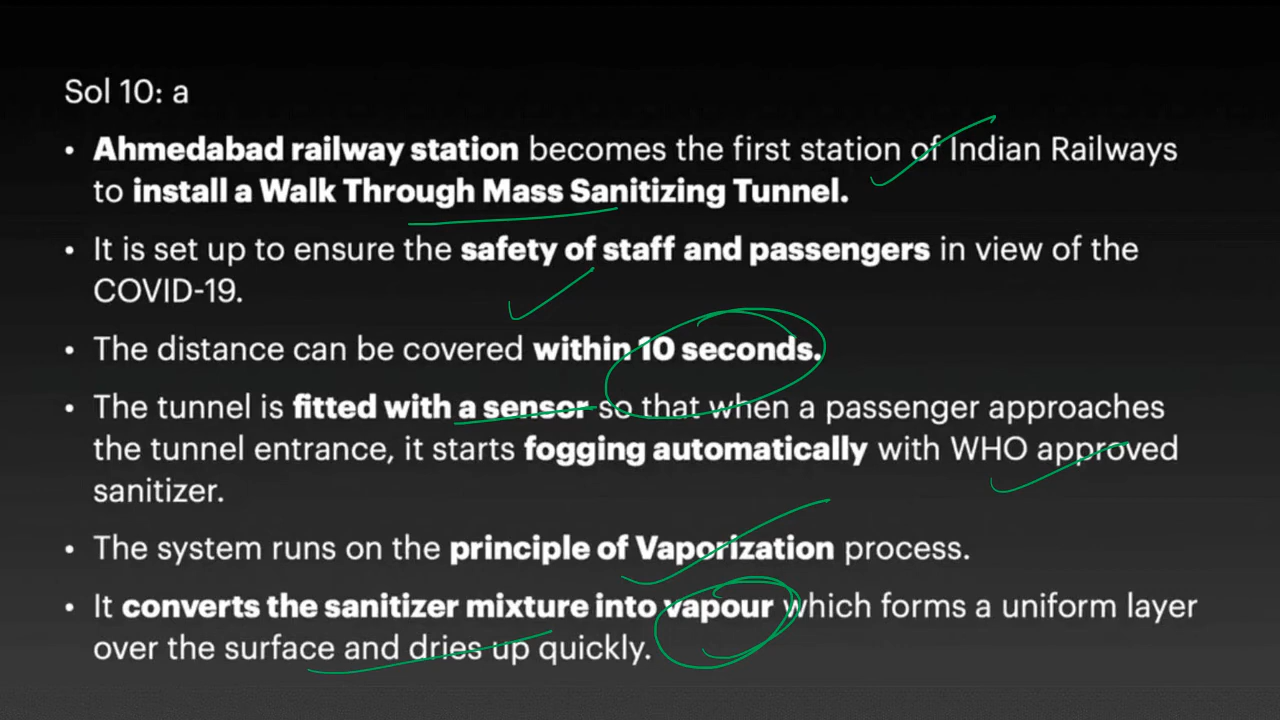 Sol 10: a
• Ahmedabad railway station becomes the first station of Indian Railways
to install a Walk Through Mass Sanitizing Tunnel.
• It is set up to ensure the safety of staff and passengers in view of the
COVID-19.
• The distance can be covered within 10 seconds.
• The tunnel is fitted with a sensor so that when a passenger approaches
the tunnel entrance, it starts fogging automatically with WHO approved
sanitizer.
• The system runs on the principle of Vaporization process.
• It converts the sanitizer mixture into vapour which forms a uniform layer
over the surface and dries up quickly.